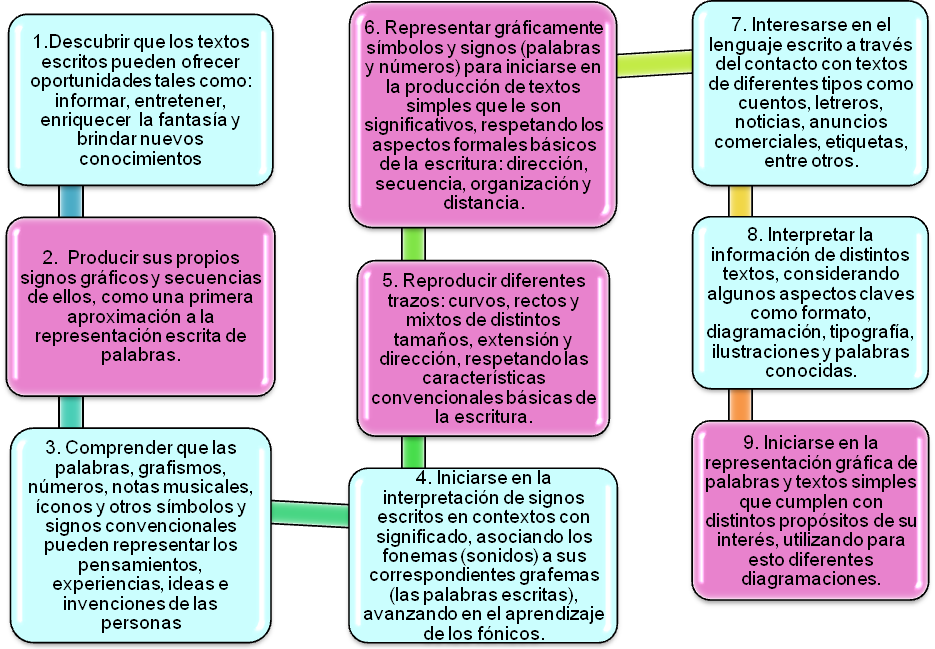 1.Descubrir que los textos
escritos pueden ofrecer
oportunidades tales como:
informar, entretener,
enriquecer la fantasía y
brindar nuevos
conocimientos
2. Producir sus propios
signos gráficos y secuencias
de ellos, como una primera
aproximación a la
representación escrita de
palabras.
3. Comprender que las
palabras, grafismos,
números, notas musicales,
íconos y otros símbolos y
signos convencionales
pueden representar los
pensamientos,
experiencias, ideas e
invenciones de las
personas
4. Iniciarse en la
interpretación de signos
escritos en contextos con
significado, asociando los
fonemas (sonidos) a sus
correspondientes grafemas
(las palabras escritas),
avanzando en el aprendizaje
de los fónicos.
5. Reproducir diferentes
trazos: curvos, rectos y
mixtos de distintos
tamaños, extensión y
dirección, respetando las
características
convencionales básicas de
la escritura.
6. Representar gráficamente
símbolos y signos (palabras
y números) para iniciarse en
la producción de textos
simples que le son
significativos, respetando los
aspectos formales básicos
de la escritura: dirección,
secuencia, organización y
distancia.
7. Interesarse en el
lenguaje escrito a través
del contacto con textos
de diferentes tipos como
cuentos, letreros,
noticias, anuncios
comerciales, etiquetas,
entre otros.
8. Interpretar la
información de distintos
textos, considerando
algunos aspectos claves
como formato,
diagramación, tipografía,
ilustraciones y palabras
conocidas.
9. Iniciarse en la
representación gráfica de
palabras y textos simples
que cumplen con
distintos propósitos de su
interés, utilizando para
esto diferentes
diagramaciones.